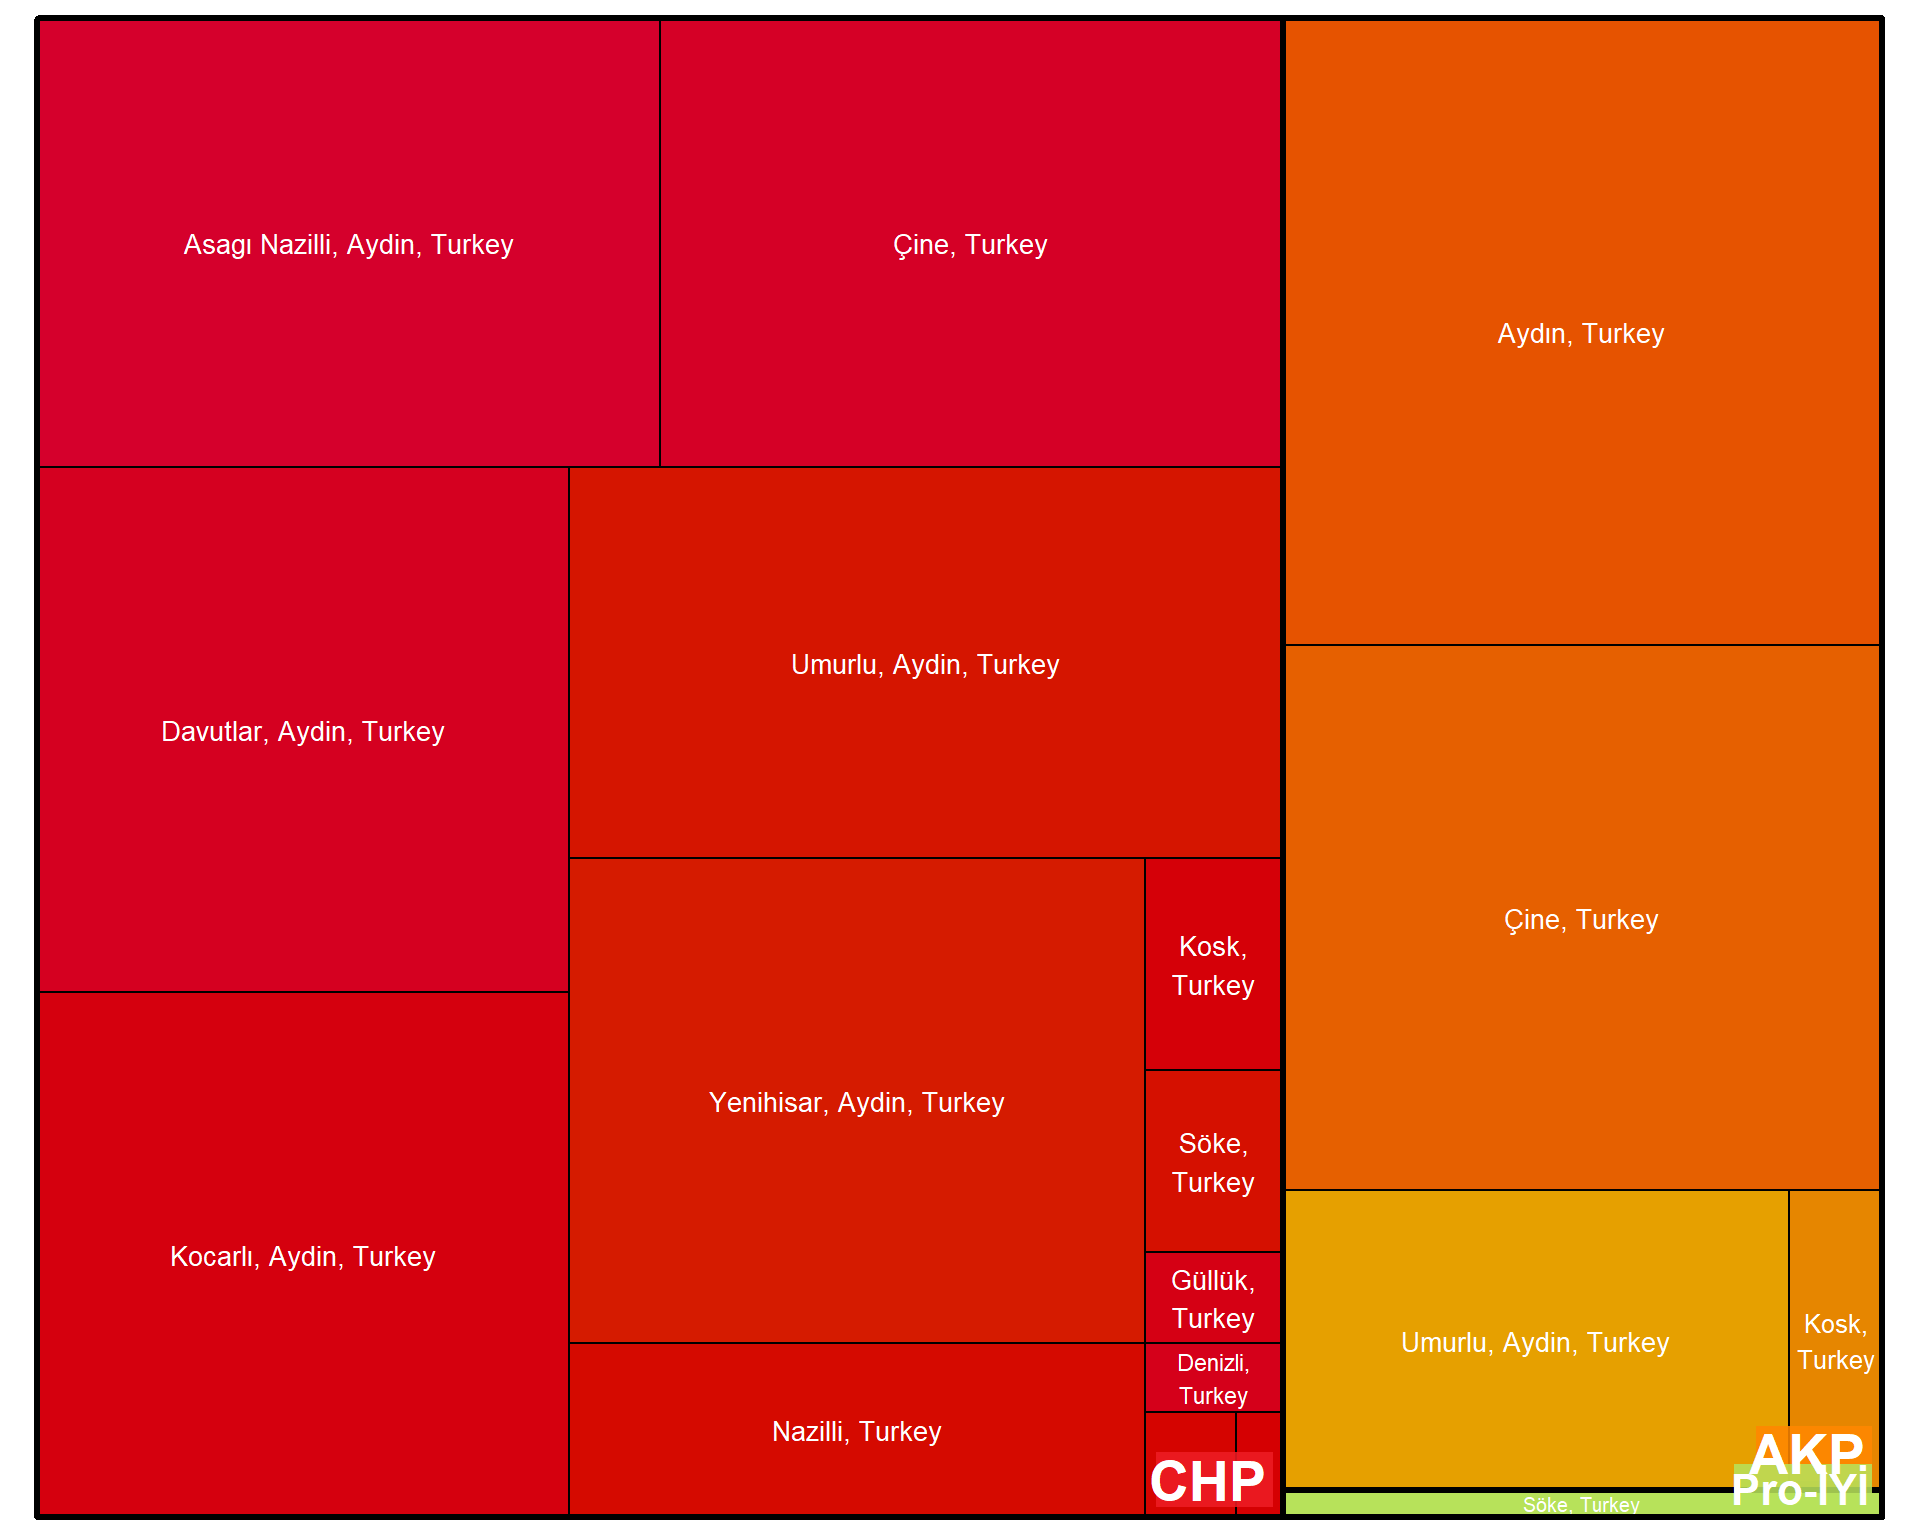 Asagı Nazilli, Aydin, Turkey
Çine, Turkey
Davutlar, Aydin, Turkey
Umurlu, Aydin, Turkey
Kocarlı, Aydin, Turkey
Yenihisar, Aydin, Turkey
Kosk,
Turkey
Söke,
Turkey
Güllük,
Turkey
Denizli,
Turkey
Nazilli, Turkey
CHP
Aydın, Turkey
Çine, Turkey
Umurlu, Aydin, Turkey
Kosk,
Turkey
AKP
Pro-İYİ
Söke, Turkey